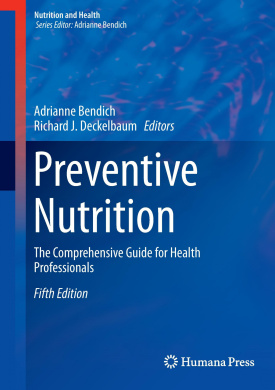 Nutrition and Health
Series Editor: Adrianne Bendich
Adrianne Bendich
Richard J. Deckelbaum Editors
Preventive
Nutrition
The Comprehensive Guide for Health
Professionals
Fifth Edition
Humana Press